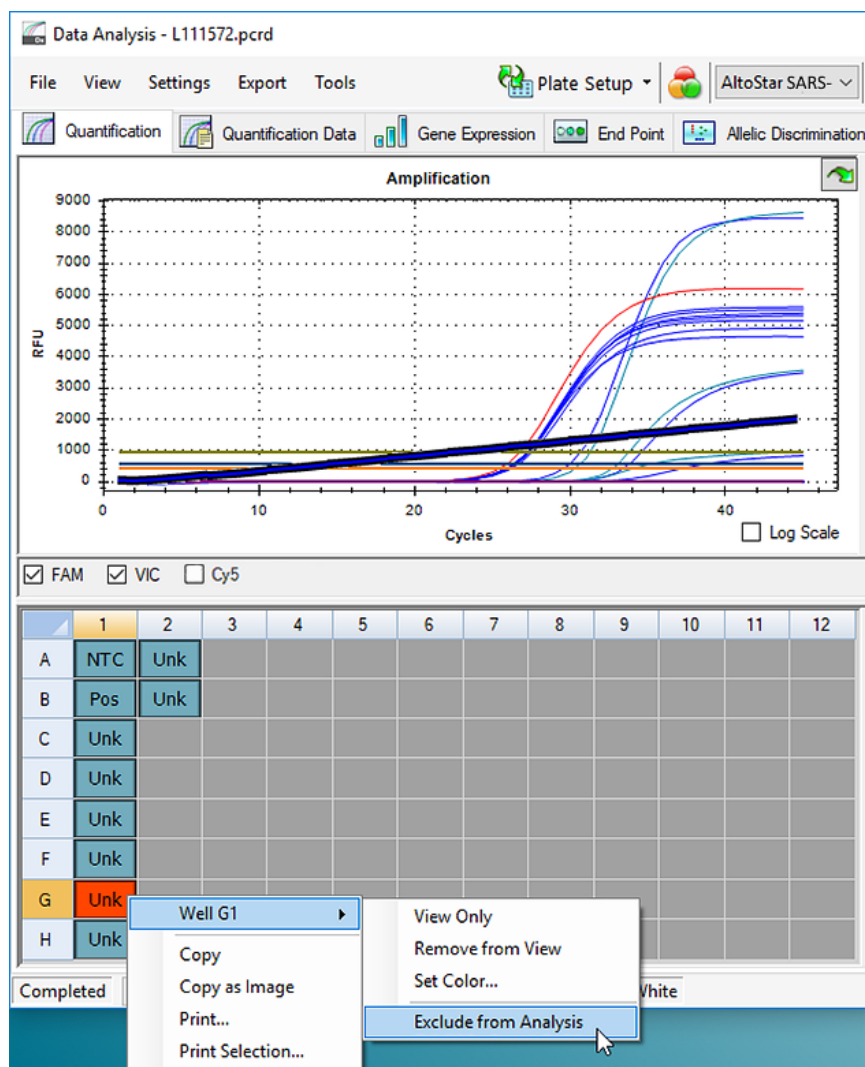 Data Analysis - L111572.pcrd
File View Settings Export Tools Plate Setup AltoStar SARS-
Quantification Quantification Data Gene Expression End Point Allelic Discrimination
Amplification
9000
8000
7000
6000
5000
4000
3000
2000
1000
0
RFU
0 10 20 30 40
Cycles
Log Scale
FAM VIC Cy5
1 2 3 4 5 6 7 8 9 10 11 12
A NTC Unk
B Pos Unk
C Unk
D Unk
E Unk
F Unk
G Unk
H Unk
Well G1
Copy
Copy as Image
Print...
Print Selection...
View Only
Remove from View
Set Color...
Exclude from Analysis
Completed